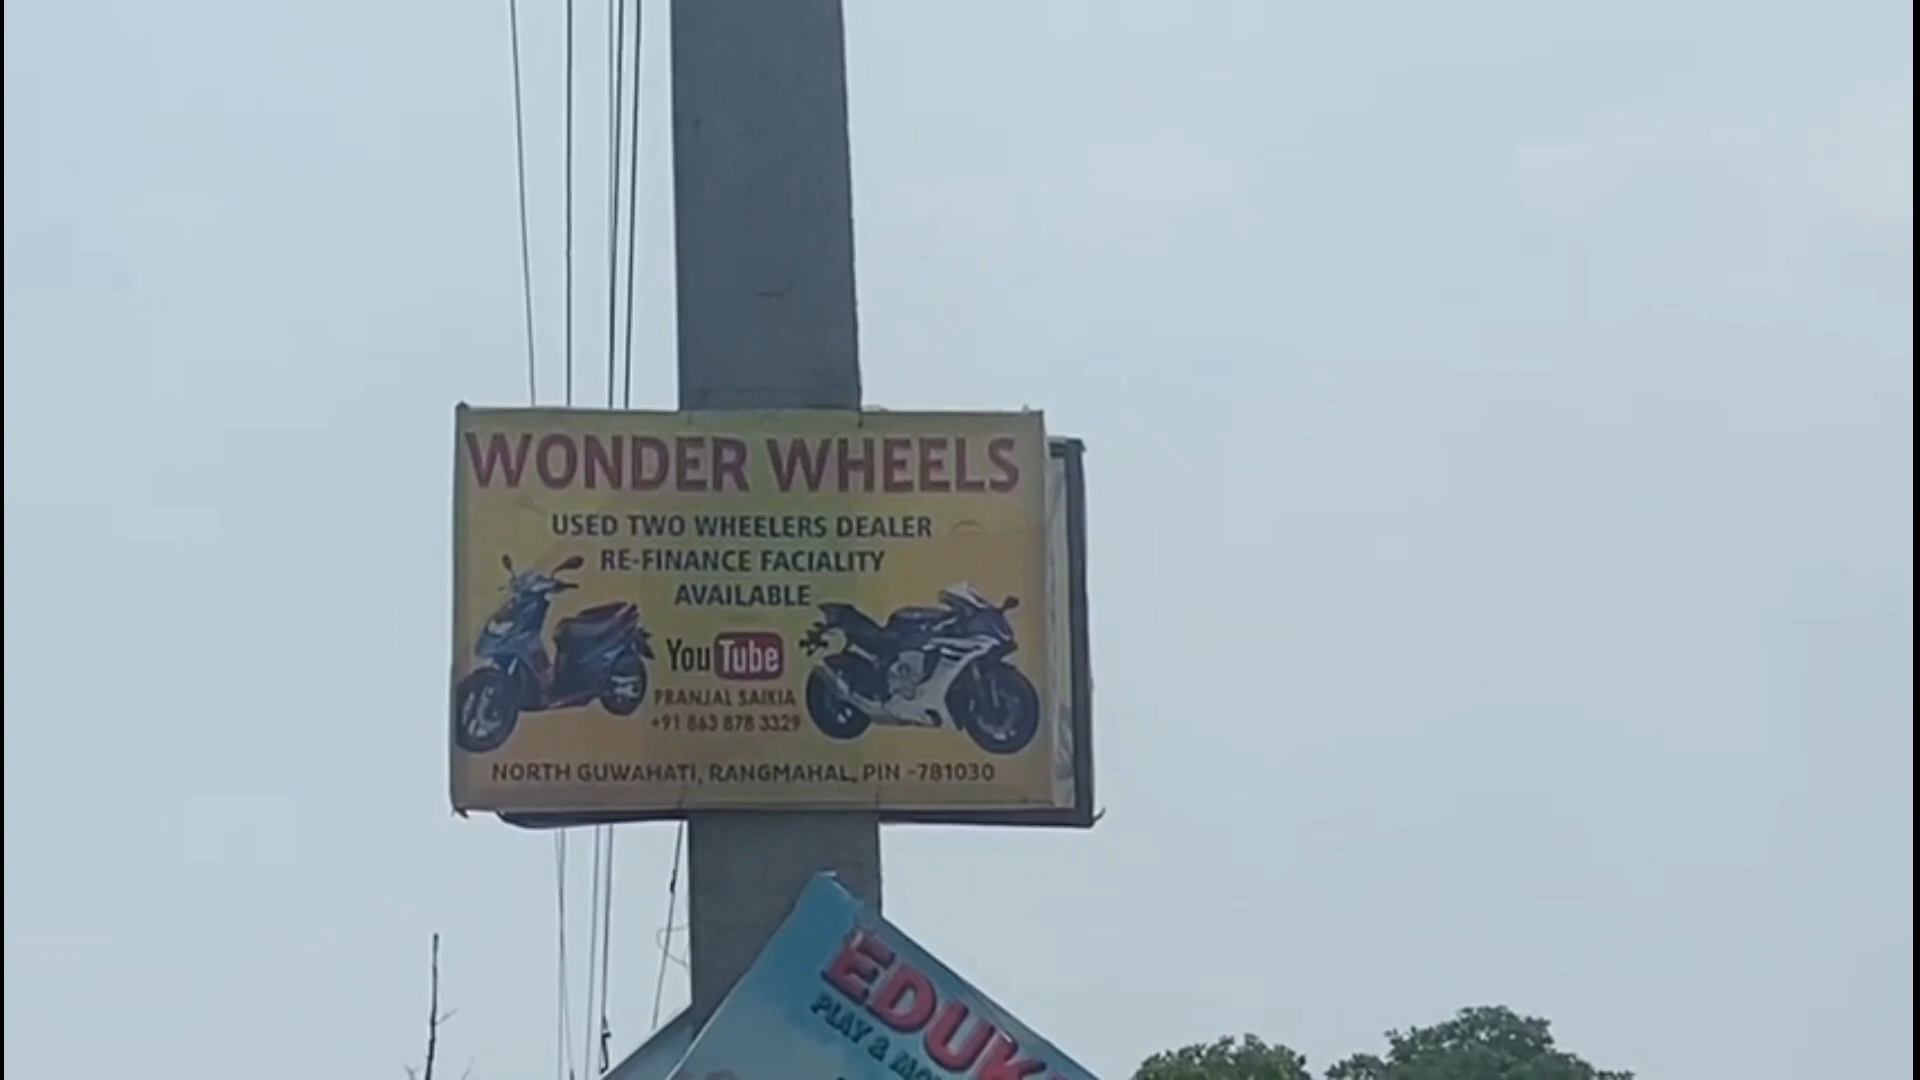 WONDER WHEELS
USED TWO WHEELERS DEALER
RE-FINANCE FACIALITY
AVAILABLE
YouTube
PRANJAL SAIKIA
+91 863 878 3329
NORTH GUWAHATI, RANGMAHAL, PIN -781030
PLAY &